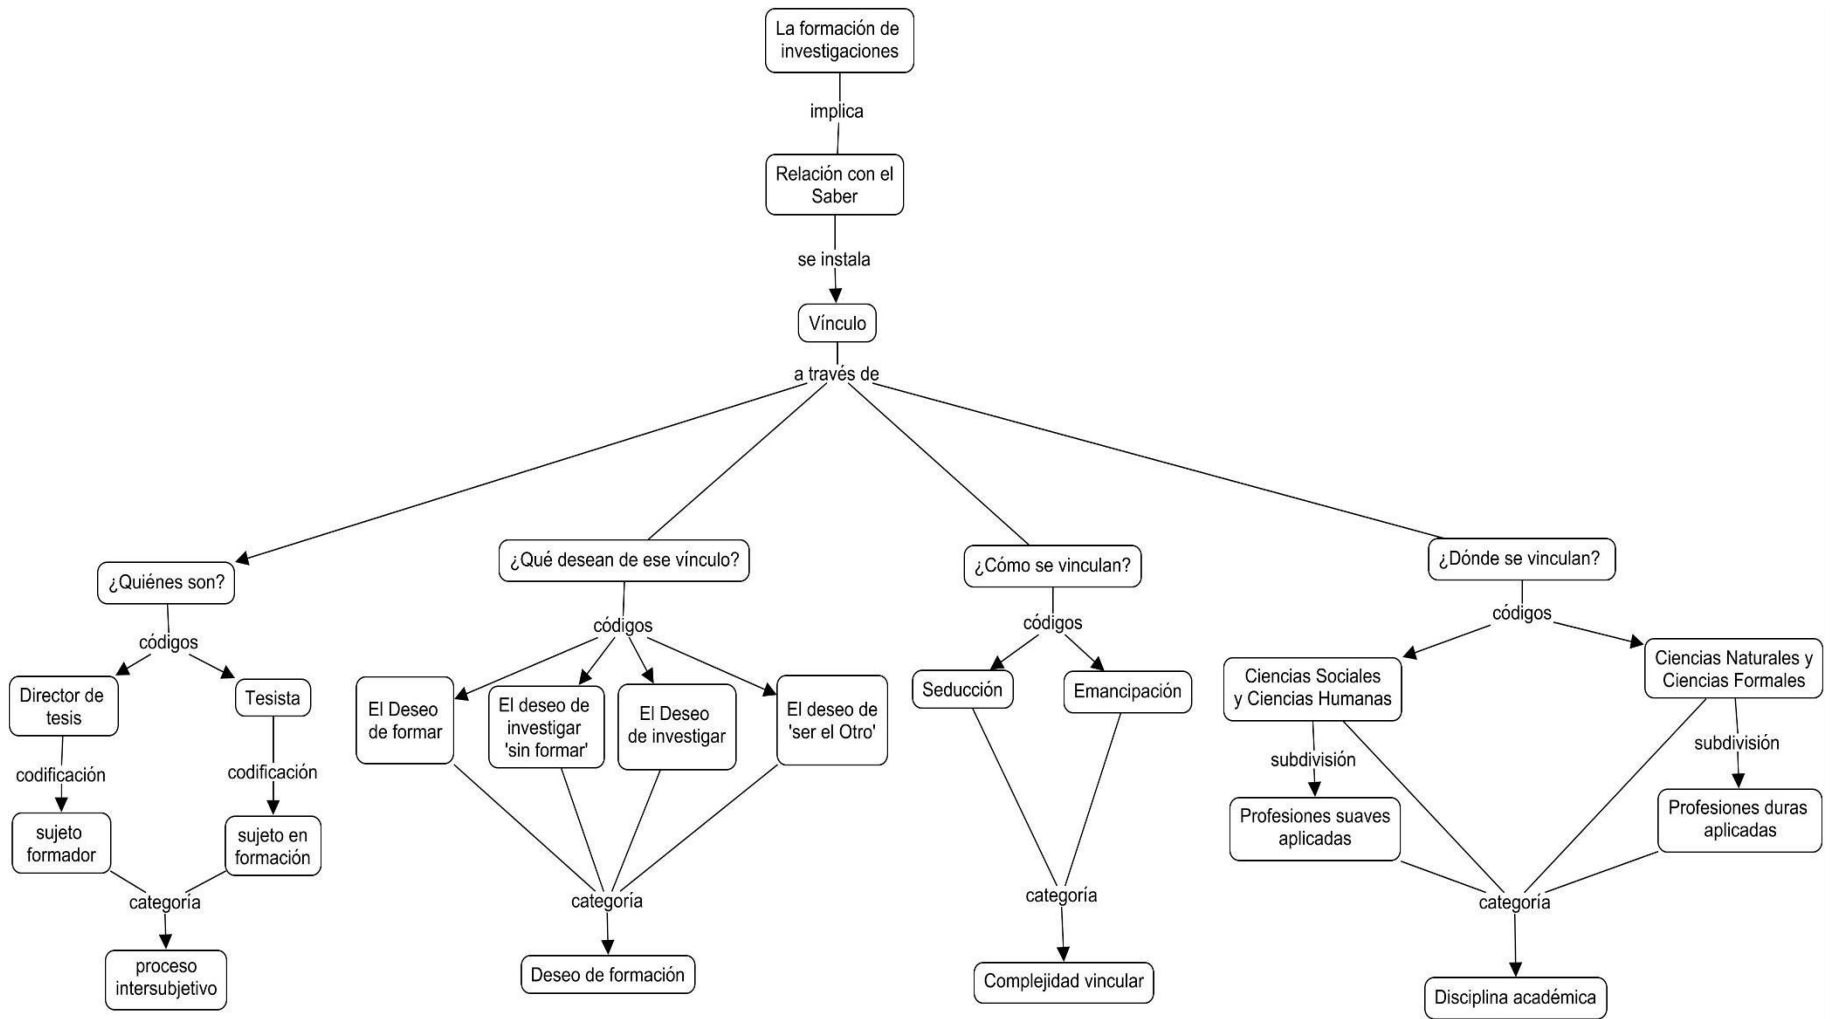 La formación de
investigaciones
implica
Relación con el
Saber
se instala
Vínculo
a través de
¿Quiénes son?
códigos
Director de
tesis
Tesista
codificación
codificación
sujeto
formador
sujeto en
formación
categoría
proceso
intersubjetivo
¿Qué desean de ese vínculo?
códigos
El Deseo
de formar
El deseo de
investigar
'sin formar'
El Deseo
de investigar
El deseo de
'ser el Otro'
categoría
Deseo de formación
¿Cómo se vinculan?
códigos
Seducción
Emancipación
categoría
Complejidad vincular
¿Dónde se vinculan?
códigos
Ciencias Sociales
y Ciencias Humanas
Ciencias Naturales y
Ciencias Formales
subdivisión
subdivisión
Profesiones suaves
aplicadas
Profesiones duras
aplicadas
categoría
Disciplina académica